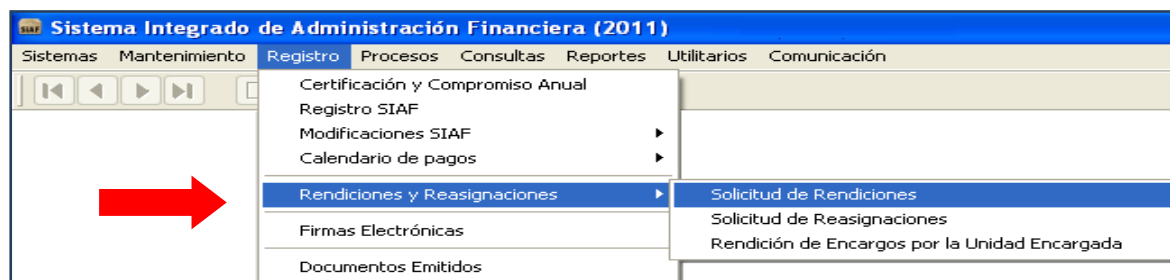 SIAF Sistema Integrado de Administración Financiera (2011)
Sistemas Mantenimiento Registro Procesos Consultas Reportes Utilitarios Comunicación
Certificación y Compromiso Anual
Registro SIAF
Modificaciones SIAF
Calendario de pagos
Rendiciones y Reasignaciones
Solicitud de Rendiciones
Solicitud de Reasignaciones
Rendición de Encargos por la Unidad Encargada
Firmas Electrónicas
Documentos Emitidos